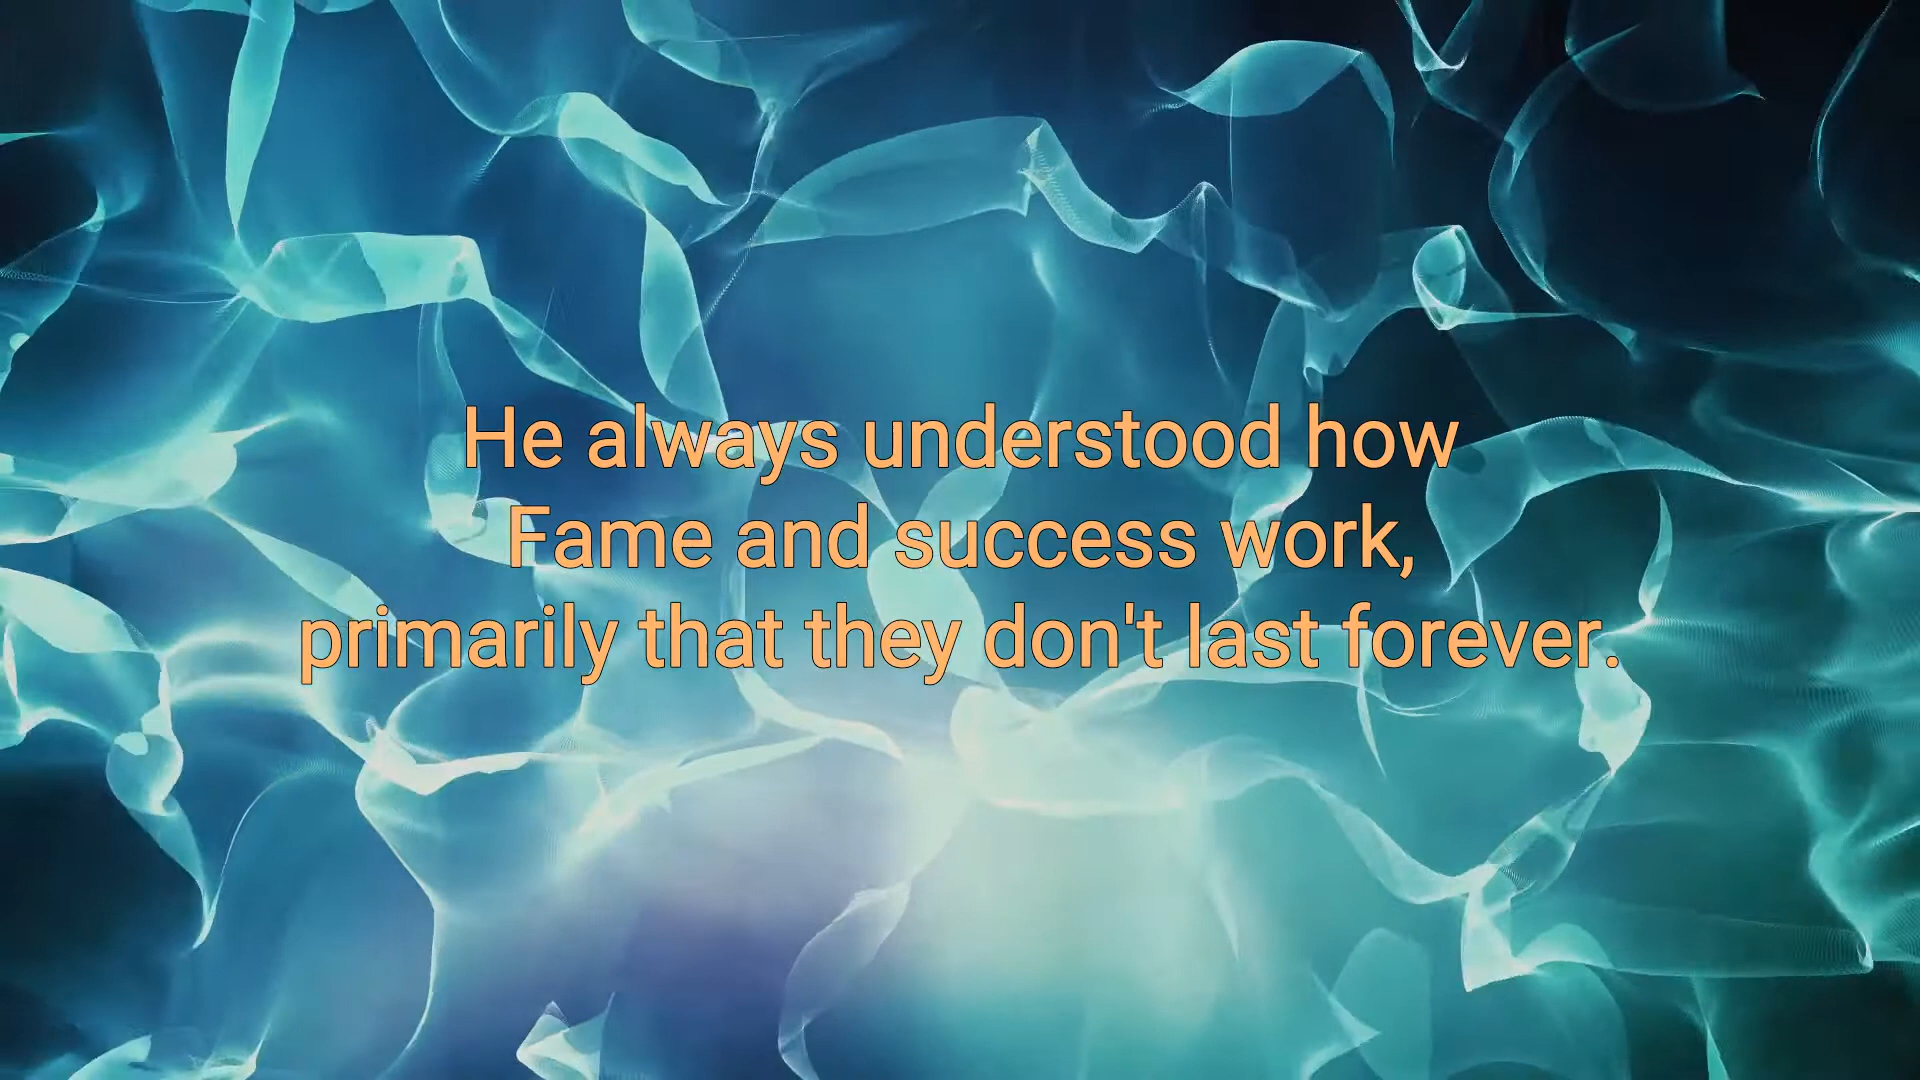 He always understood how
Fame and success work,
primarily that they don't last forever.